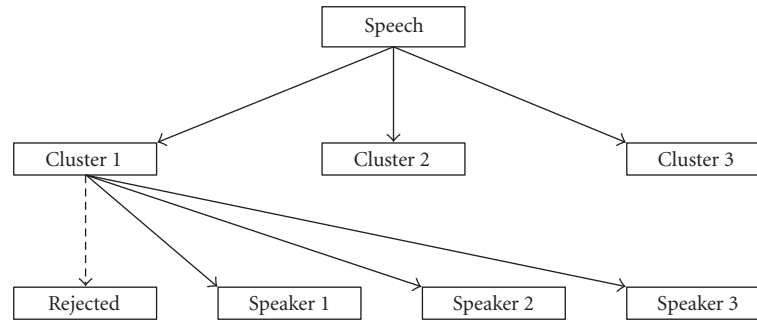 Speech
Cluster 1
Cluster 2
Cluster 3
Rejected
Speaker 1
Speaker 2
Speaker 3